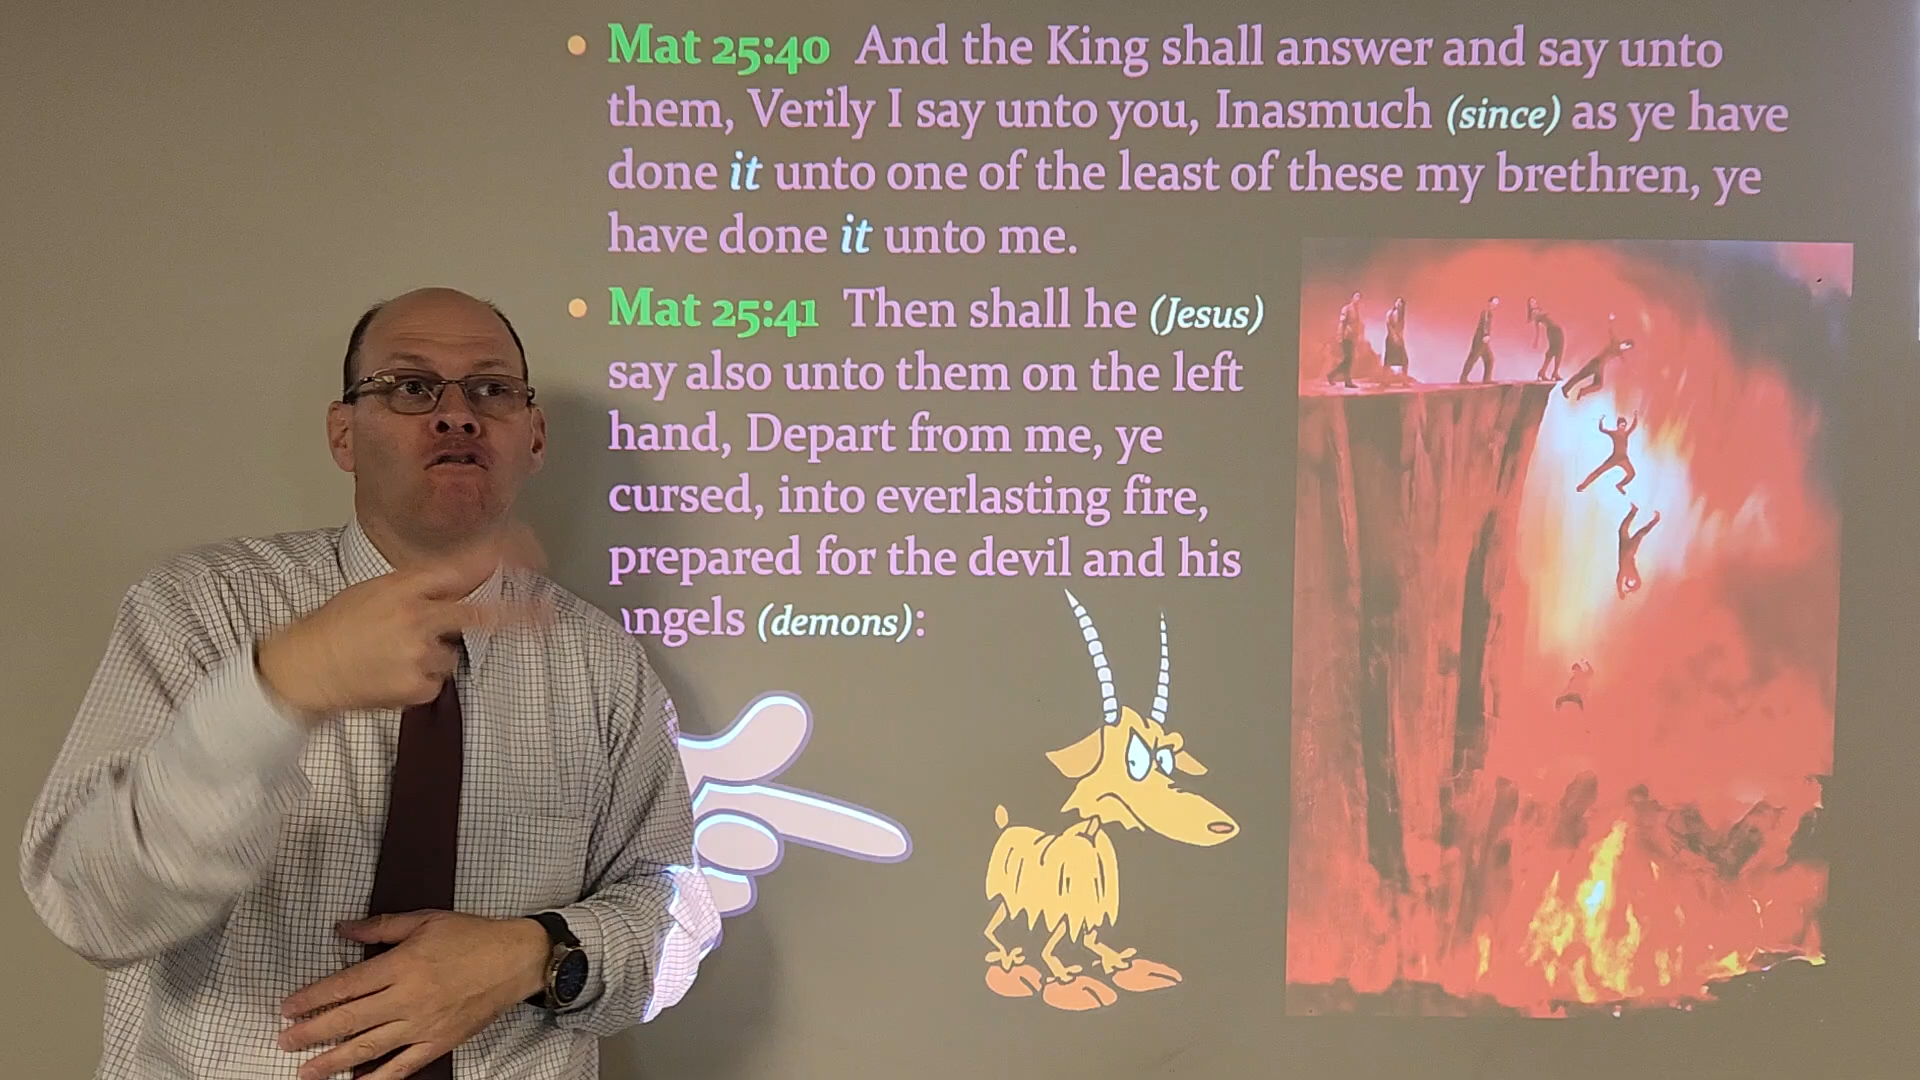 • Mat 25:40 And the King shall answer and say unto
them, Verily I say unto you, Inasmuch (since) as ye have
done it unto one of the least of these my brethren, ye
have done it unto me.
• Mat 25:41 Then shall he (Jesus)
say also unto them on the left
hand, Depart from me, ye
cursed, into everlasting fire,
prepared for the devil and his
angels (demons):